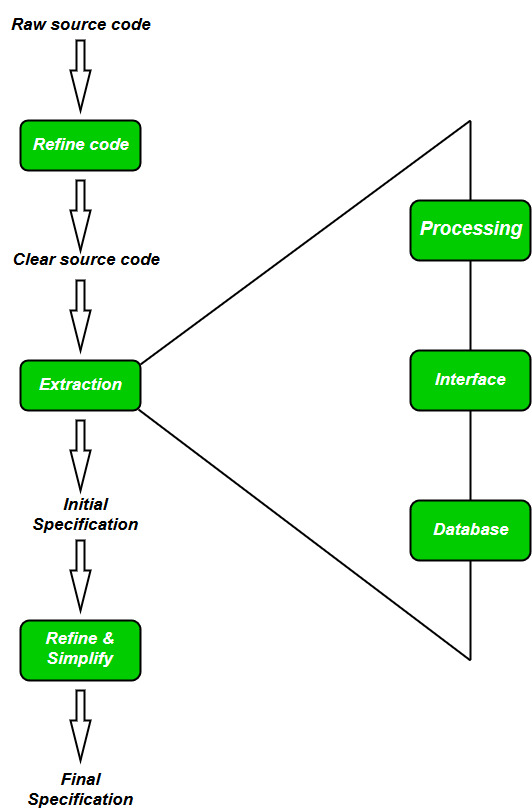 Raw source code
Refine code
Clear source code
Extraction
Initial
Specification
Refine &
Simplify
Final
Specification
Processing
Interface
Database